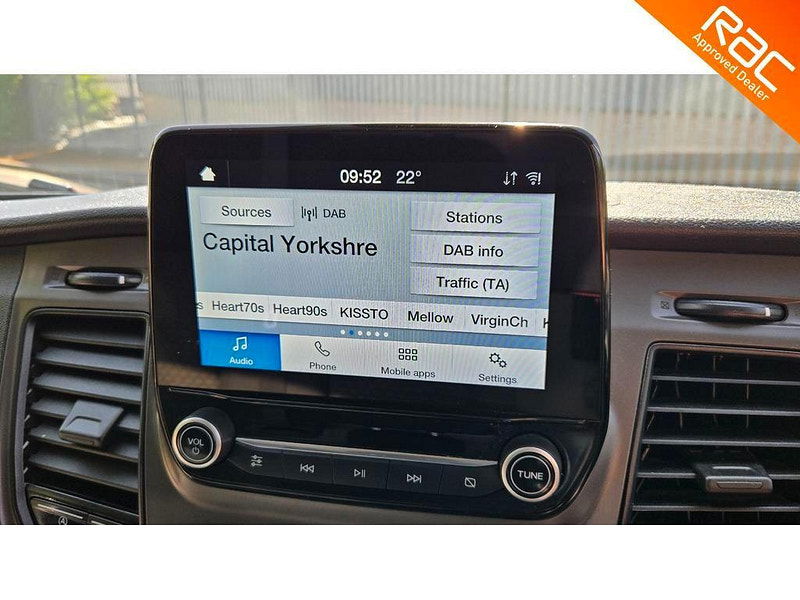 Rac
Approved Dealer
09:52 22°
Sources DAB
Stations
Capital Yorkshre
DAB info
Traffic (TA)
s Heart70s Heart90s KISSTO Mellow VirginCh
Audio Phone Mobile apps Settings
VOL
TUNE